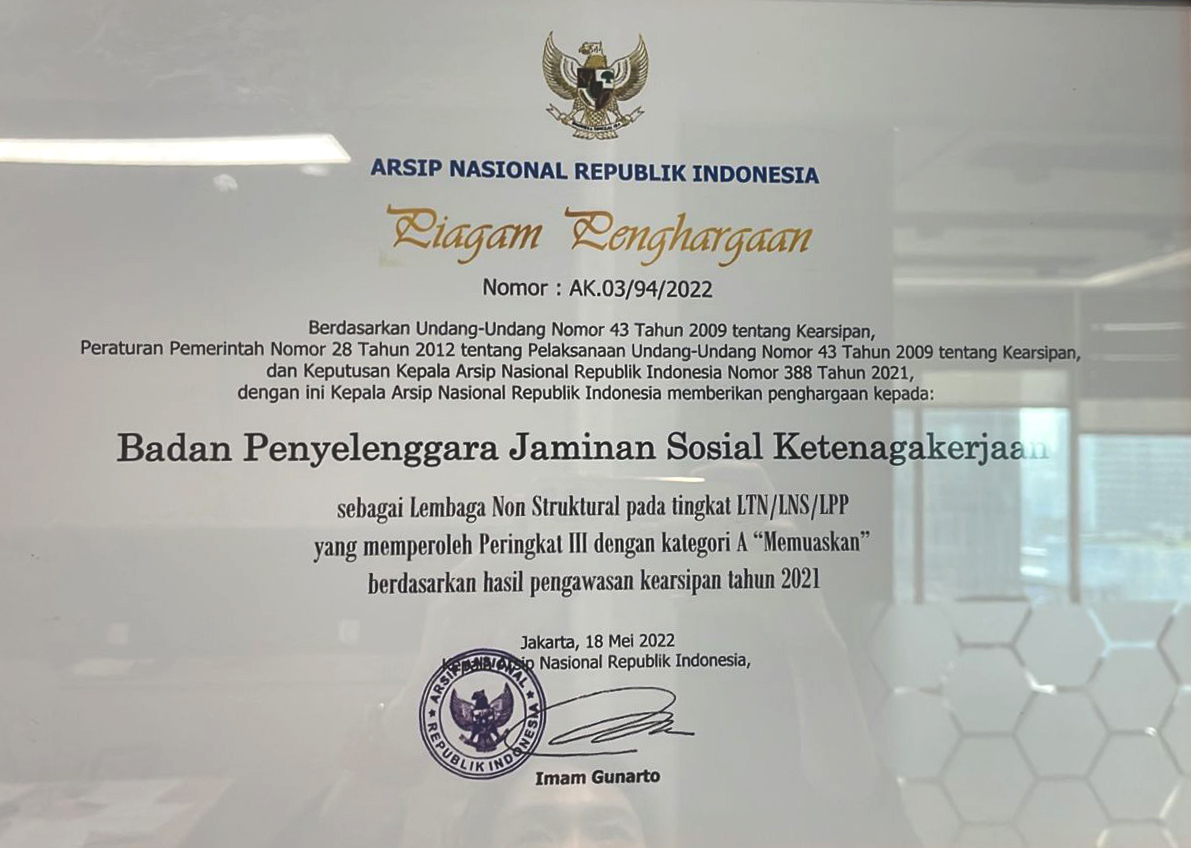 ARSIP NASIONAL REPUBLIK INDONESIA
Piagam Penghargaan
Nomor : AK.03/94/2022
Berdasarkan Undang-Undang Nomor 43 Tahun 2009 tentang Kearsipan,
Peraturan Pemerintah Nomor 28 Tahun 2012 tentang Pelaksanaan Undang-Undang Nomor 43 Tahun 2009 tentang Kearsipan,
dan Keputusan Kepala Arsip Nasional Republik Indonesia Nomor 388 Tahun 2021,
dengan ini Kepala Arsip Nasional Republik Indonesia memberikan penghargaan kepada:
Badan Penyelenggara Jaminan Sosial Ketenagakerjaan
sebagai Lembaga Non Struktural pada tingkat LTN/LNS/LPP
yang memperoleh Peringkat III dengan kategori A “Memuaskan”
berdasarkan hasil pengawasan kearsipan tahun 2021
Jakarta, 18 Mei 2022
Kepala Arsip Nasional Republik Indonesia,
ARSIP NASIONAL
REPUBLIK INDONESIA
Imam Gunarto